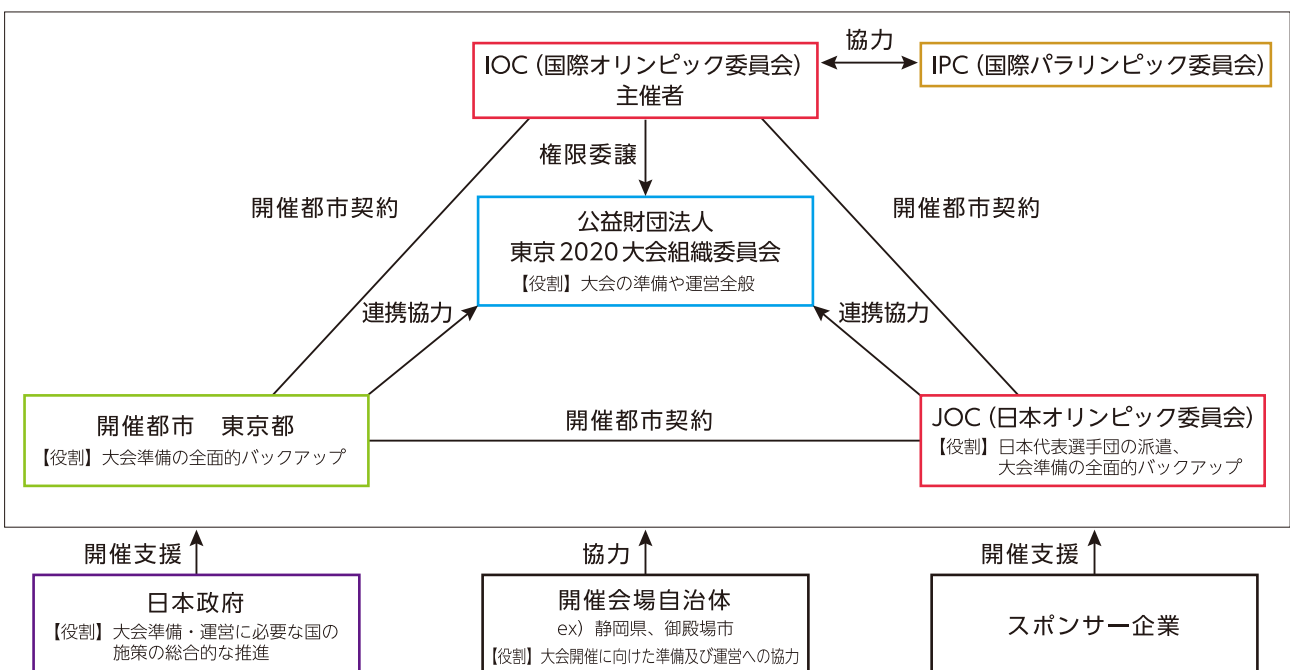 協力
IOC（国際オリンピック委員会）
主催者
IPC（国際パラリンピック委員会）
権限委譲
開催都市契約
開催都市契約
公益財団法人
東京2020大会組織委員会
【役割】大会の準備や運営全般
連携協力
連携協力
開催都市　東京都
【役割】大会準備の全面的バックアップ
開催都市契約
JOC（日本オリンピック委員会）
【役割】日本代表選手団の派遣、
大会準備の全面的バックアップ
開催支援
協力
開催支援
日本政府
【役割】大会準備・運営に必要な国の
施策の総合的な推進
開催会場自治体
ex）静岡県、御殿場市
【役割】大会開催に向けた準備及び運営への協力
スポンサー企業